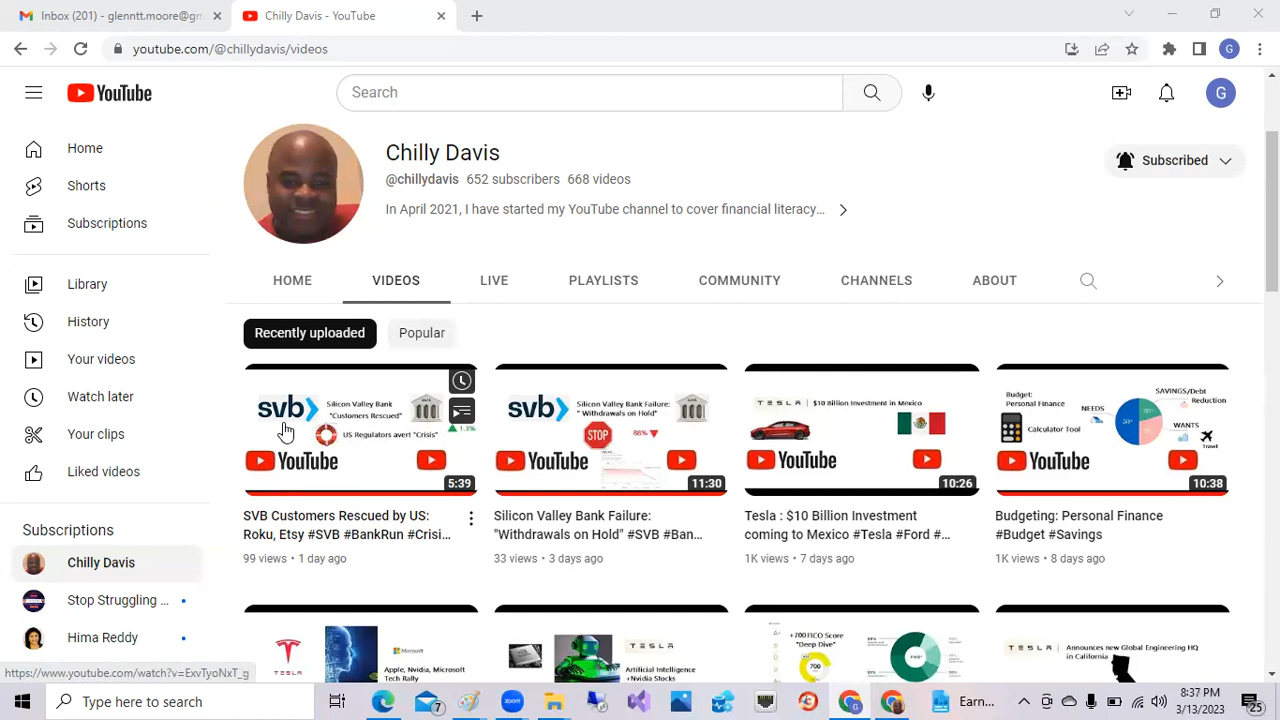 Inbox (201) - glenntt.moore@gm
Chilly Davis - YouTube
youtube.com/@chillydavis/videos
G
YouTube
Search
G
Home
Shorts
Subscriptions
Library
History
Your videos
Watch later
Your clips
Liked videos
Subscriptions
Chilly Davis
Stop Struggling ...
Hima Reddy
Chilly Davis
@chillydavis 652 subscribers 668 videos
In April 2021, I have started my YouTube channel to cover financial literacy...
Subscribed
HOME
VIDEOS
LIVE
PLAYLISTS
COMMUNITY
CHANNELS
ABOUT
Recently uploaded
Popular
svb
Silicon Valley Bank
"Customers Rescued"
US Regulators avert "Crisis"
1.3%
YouTube
5:39
SVB Customers Rescued by US:
Roku, Etsy #SVB #BankRun #Crisi...
99 views • 1 day ago
svb
Silicon Valley Bank Failure:
"Withdrawals on Hold"
STOP
86%
YouTube
11:30
Silicon Valley Bank Failure:
"Withdrawals on Hold" #SVB #Ban...
33 views • 3 days ago
TESLA
$10 Billion Investment in Mexico
YouTube
10:26
Tesla : $10 Billion Investment
coming to Mexico #Tesla #Ford #...
1K views • 7 days ago
Budget:
Personal Finance
Calculator Tool
NEEDS
SAVINGS/Debt
Reduction
WANTS
Travel
YouTube
10:38
Budgeting: Personal Finance
#Budget #Savings
1K views • 8 days ago
TESLA
Microsoft
Apple, Nvidia, Microsoft
Tech Rally
TESLA
Artificial Intelligence
+700 FICO Score
"Deep Dive"
700
TESLA
Announces new Global Engineering HQ
in California
https://www.youtube.com/watch?v=ExvTyoNxT_g
Type here to search
7
zoom
Earn...
8:37 PM
3/13/2023
25